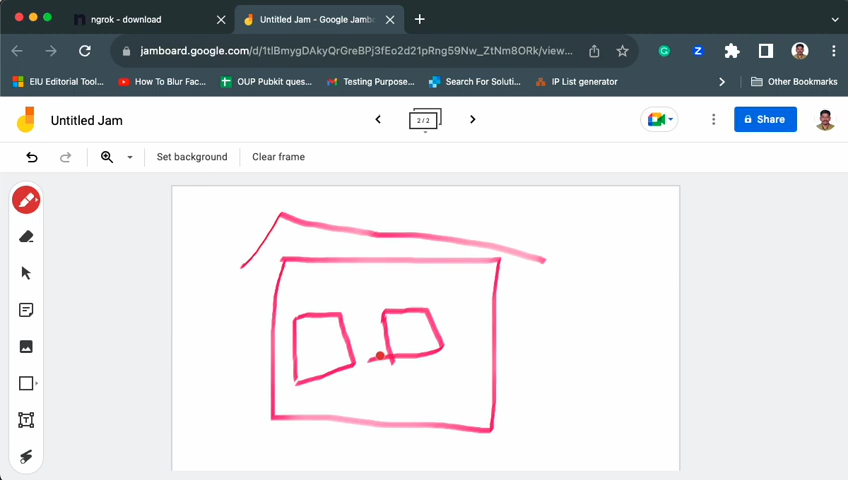 ngrok - download
Untitled Jam - Google Jamb
jamboard.google.com/d/1tlBmygDAkyQrGreBPj3fEo2d21pRng59Nw_ZtNm8ORk/view...
EIU Editorial Tool...
How To Blur Fac...
OUP Pubkit ques...
Testing Purpose...
Search For Soluti...
IP List generator
Other Bookmarks
Untitled Jam
2 / 2
Share
Set background
Clear frame